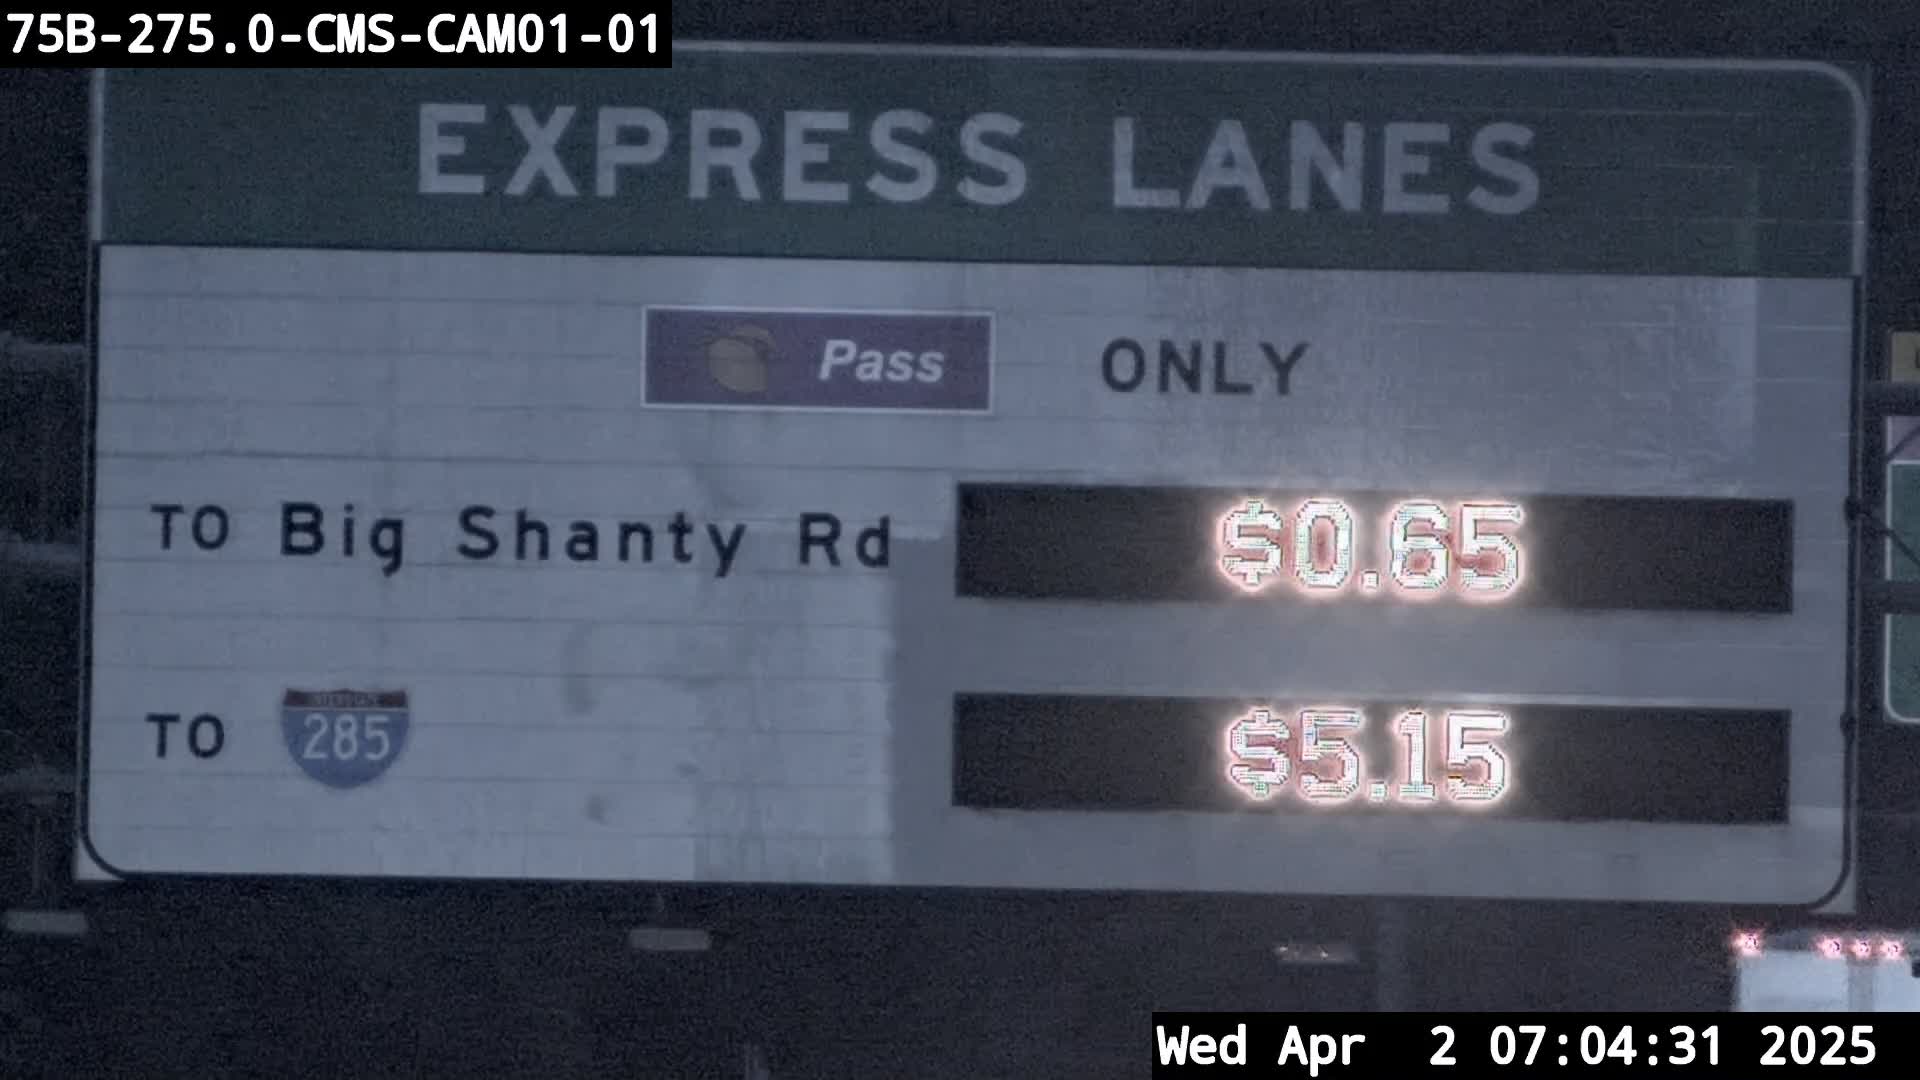 75B-275.0-CMS-CAM01-01
EXPRESS LANES
Pass ONLY
TO Big Shanty Rd $0.65
INTERSTATE
TO 285 $5.15
Wed Apr 2 07:04:31 2025